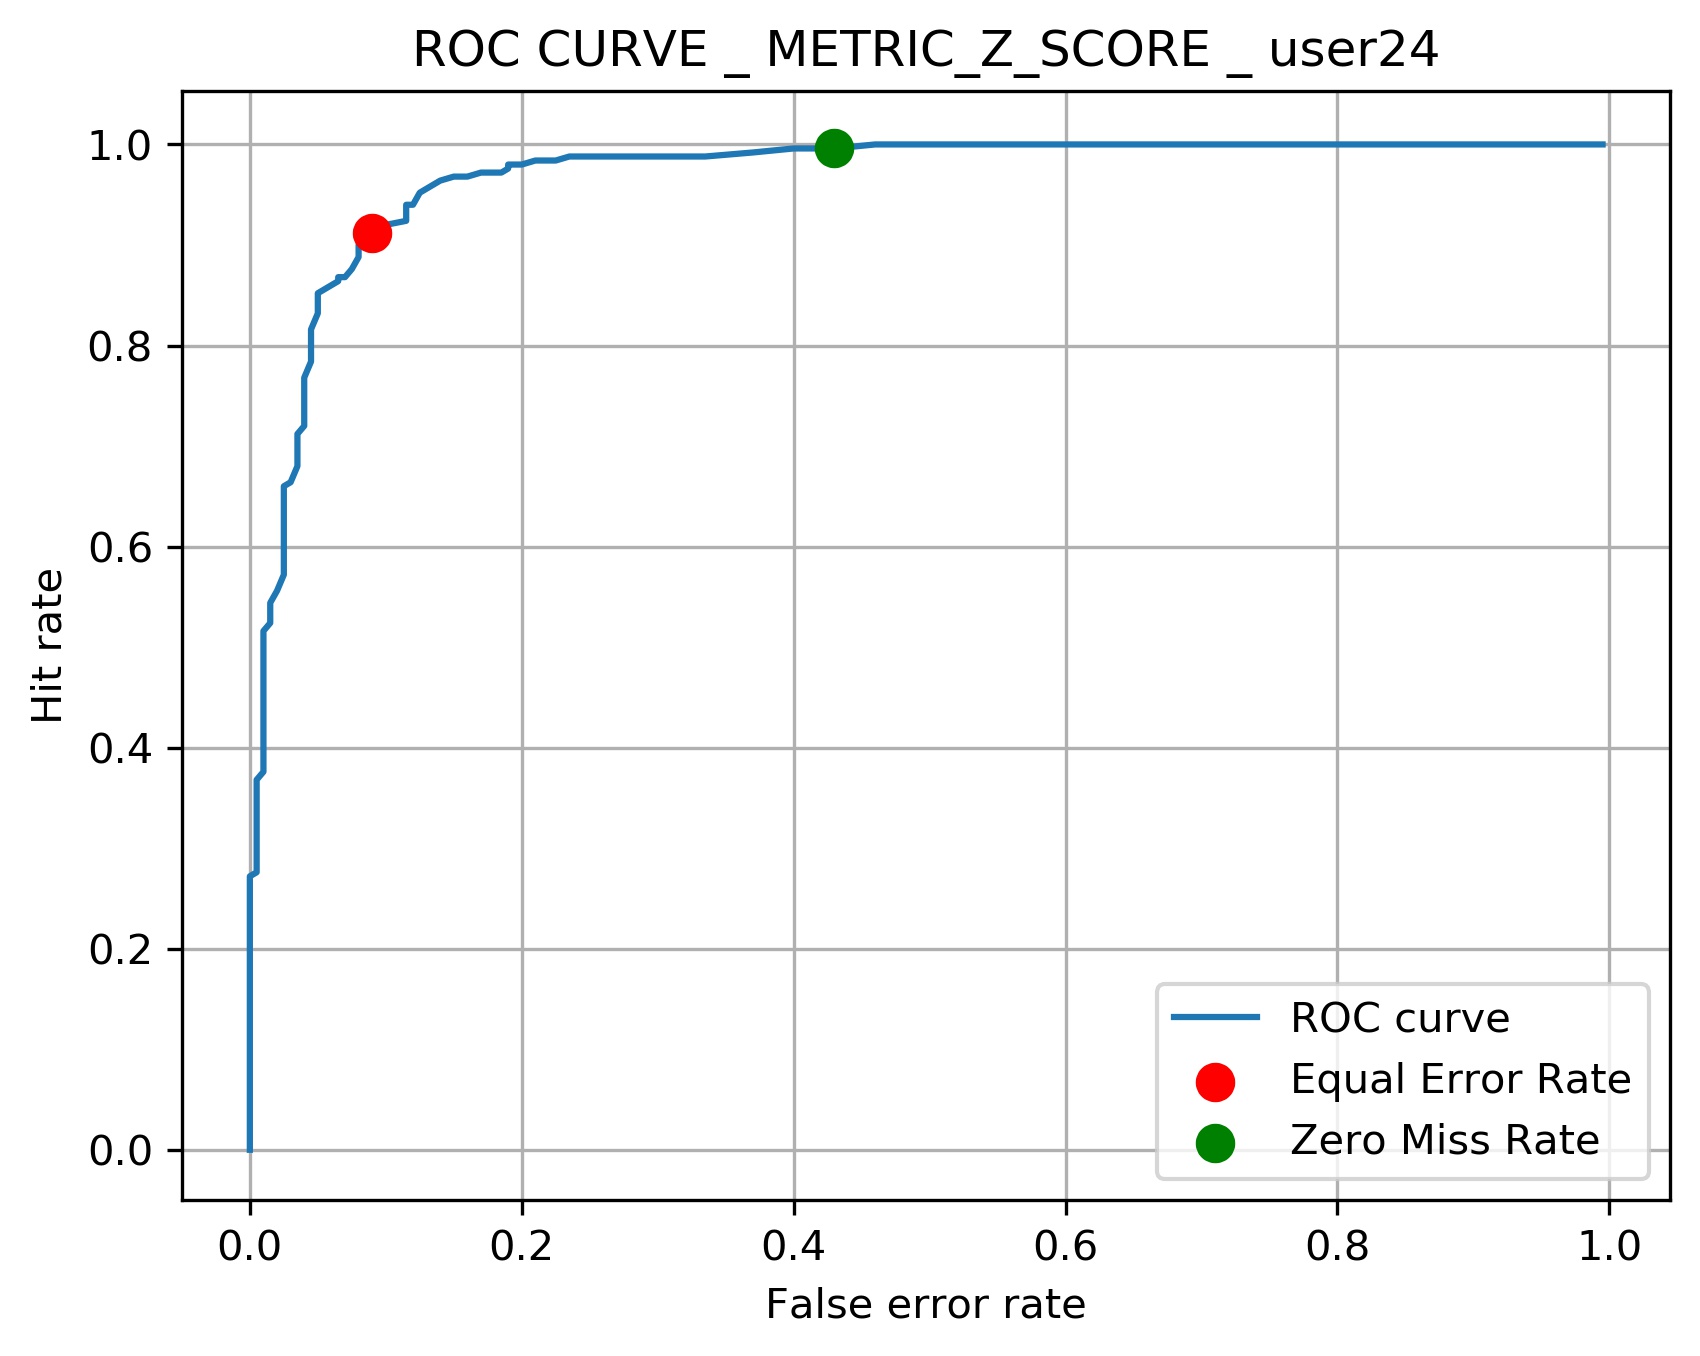 ROC CURVE _ METRIC_Z_SCORE _ user24
1.0
0.8
0.6
0.4
0.2
0.0
Hit rate
ROC curve
Equal Error Rate
Zero Miss Rate
0.0 0.2 0.4 0.6 0.8 1.0
False error rate